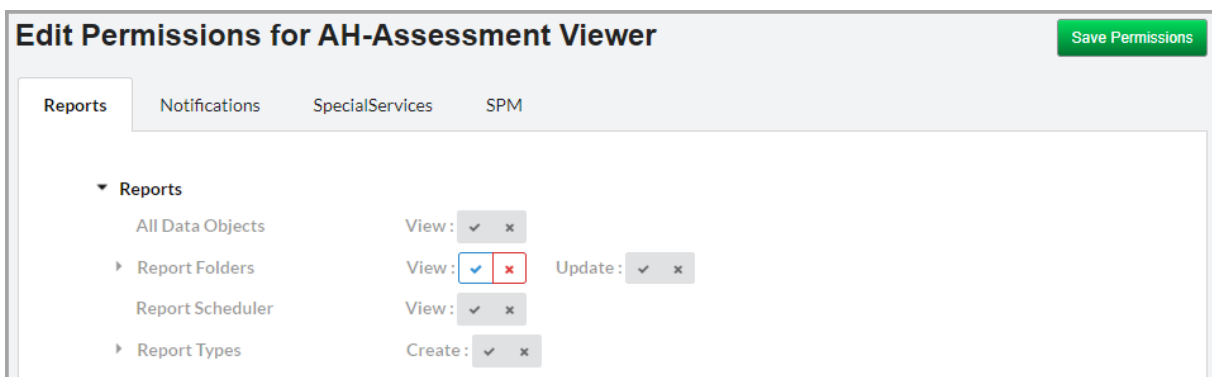 Edit Permissions for AH-Assessment Viewer
Save Permissions
Reports Notifications SpecialServices SPM
Reports
All Data Objects View :
Report Folders View : Update :
Report Scheduler View :
Report Types Create :